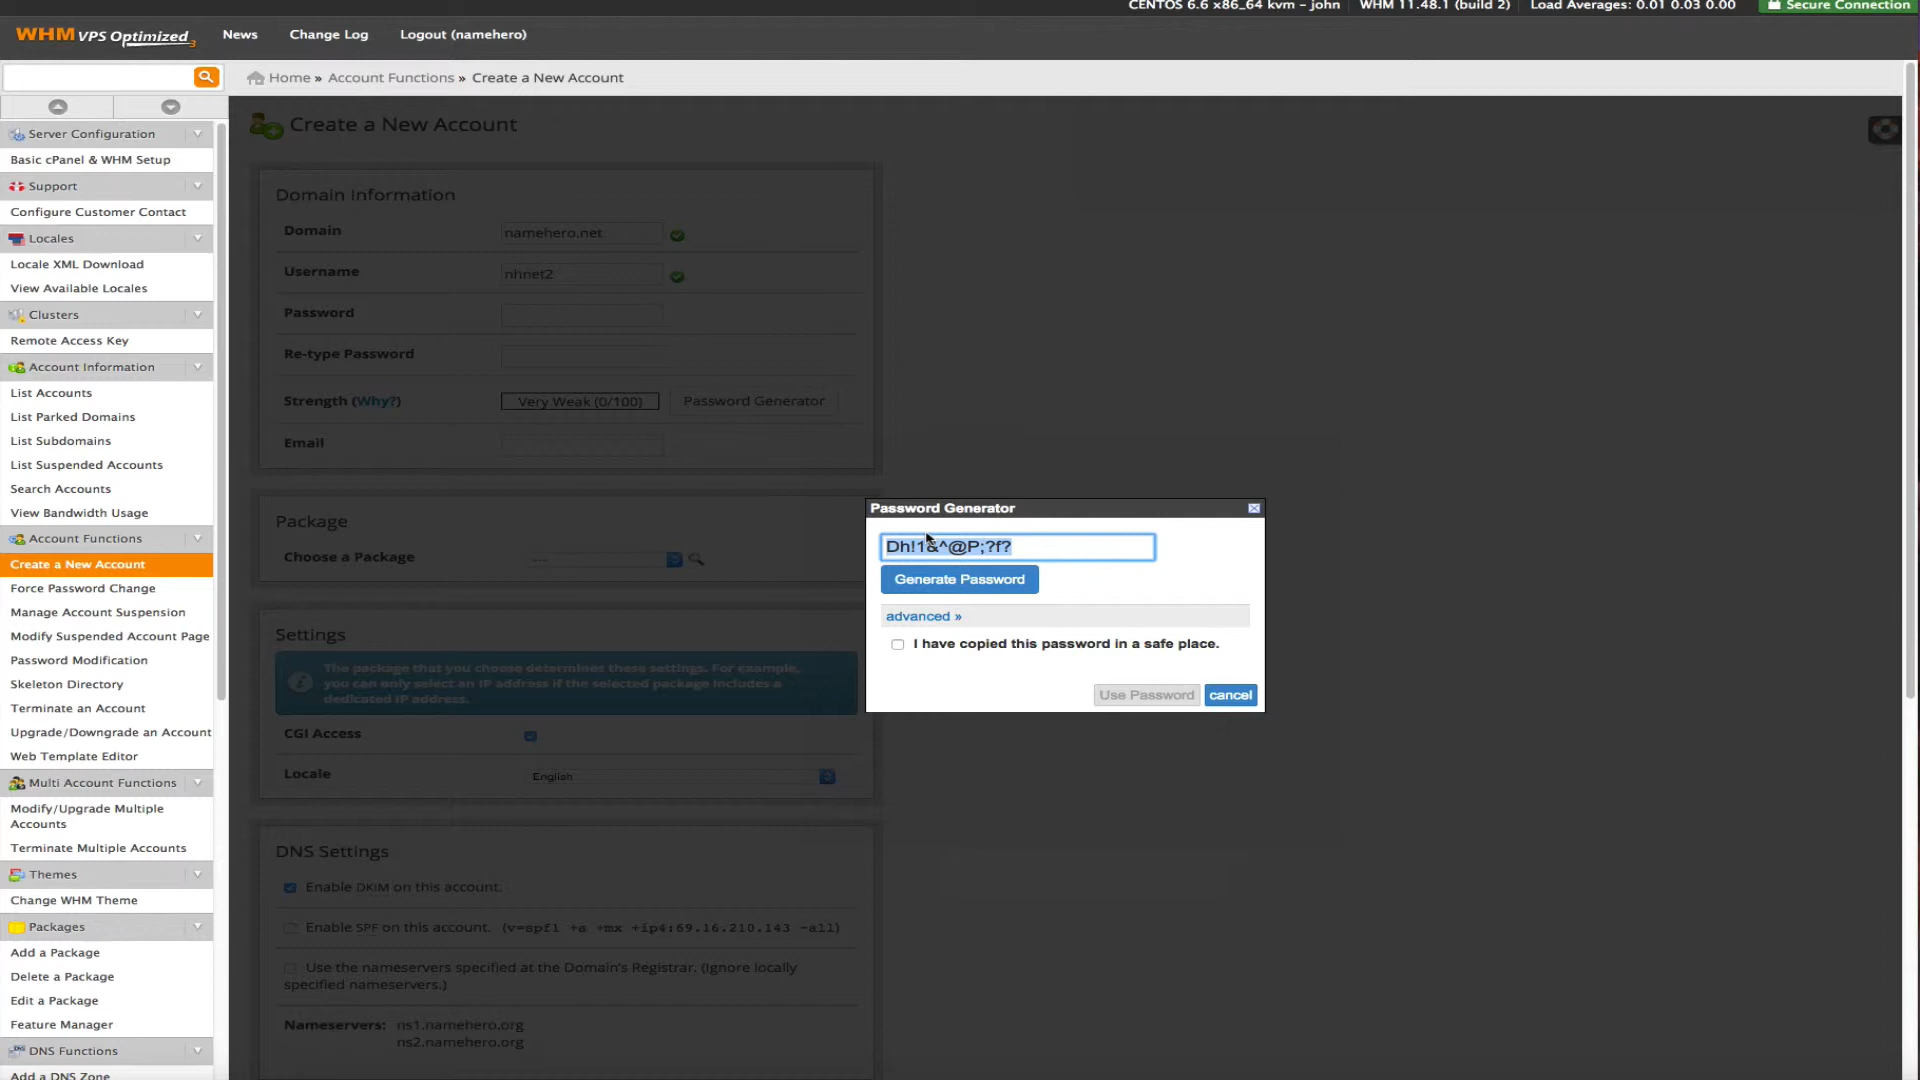 CENTOS 6.6 x86_64 kvm – john WHM 11.48.1 (build 2) Load Averages: 0.01 0.03 0.00 Secure Connection
WHM VPS Optimized 3 News Change Log Logout (namehero)
Home » Account Functions » Create a New Account
Server Configuration
Basic cPanel & WHM Setup
Support
Configure Customer Contact
Locales
Locale XML Download
View Available Locales
Clusters
Remote Access Key
Account Information
List Accounts
List Parked Domains
List Subdomains
List Suspended Accounts
Search Accounts
View Bandwidth Usage
Account Functions
Create a New Account
Force Password Change
Manage Account Suspension
Modify Suspended Account Page
Password Modification
Skeleton Directory
Terminate an Account
Upgrade/Downgrade an Account
Web Template Editor
Multi Account Functions
Modify/Upgrade Multiple
Accounts
Terminate Multiple Accounts
Themes
Change WHM Theme
Packages
Add a Package
Delete a Package
Edit a Package
Feature Manager
DNS Functions
Add a DNS Zone
Create a New Account
Domain Information
Domain namehero.net
Username nhnet2
Password
Re-type Password
Strength (Why?) Very Weak (0/100) Password Generator
Email
Package
Choose a Package ----
Settings
The package that you choose determines these settings. For example,
you can only select an IP address if the selected package includes a
dedicated IP address.
CGI Access
Locale English
DNS Settings
Enable DKIM on this account.
Enable SPF on this account. (v=spf1 +a +mx +ip4:69.16.210.143 -all)
Use the nameservers specified at the Domain's Registrar. (Ignore locally
specified nameservers.)
Nameservers: ns1.namehero.org
ns2.namehero.org
Password Generator
Dh!1&^@P;?f?
Generate Password
advanced »
I have copied this password in a safe place.
Use Password cancel